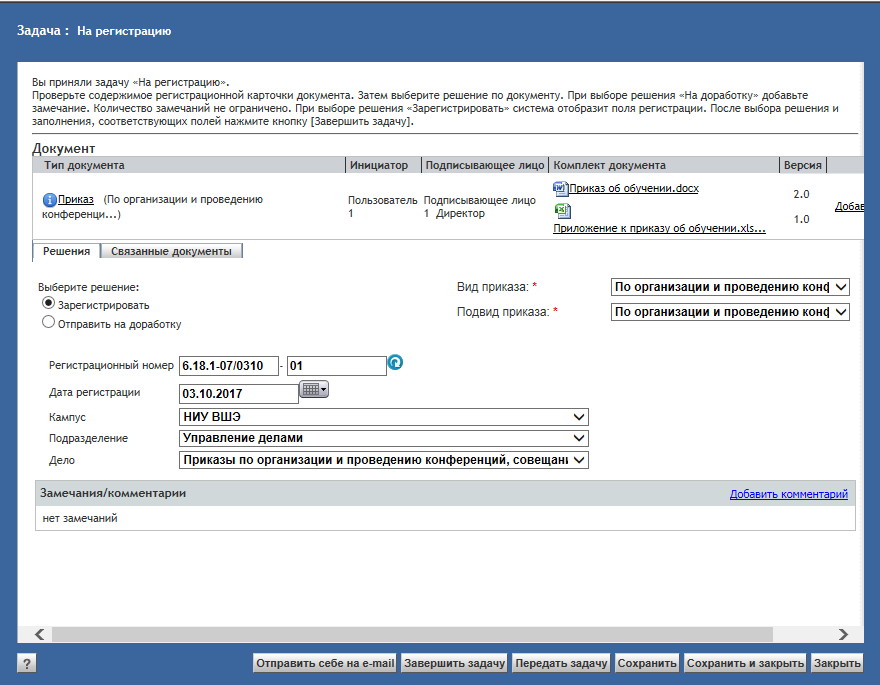 Задача : На регистрацию
Вы приняли задачу «На регистрацию».
Проверьте содержимое регистрационной карточки документа. Затем выберите решение по документу. При выборе решения «На доработку» добавьте
замечание. Количество замечаний не ограничено. При выборе решения «Зарегистрировать» система отобразит поля регистрации. После выбора решения и
заполнения, соответствующих полей нажмите кнопку [Завершить задачу].
Документ
Тип документа Инициатор Подписывающее лицо Комплект документа Версия
Приказ (По организации и проведению
конференци...)
Пользователь
1
Подписывающее лицо
1 Директор
Приказ об обучении.docx
2.0
Приложение к приказу об обучении.xls...
1.0
Добав
Решения Связанные документы
Выберите решение:
Зарегистрировать
Отправить на доработку
Вид приказа: * По организации и проведению конф
Подвид приказа: * По организации и проведению конф
Регистрационный номер 6.18.1-07/0310 - 01
Дата регистрации 03.10.2017
Кампус НИУ ВШЭ
Подразделение Управление делами
Дело Приказы по организации и проведению конференций, совещани
Замечания/комментарии Добавить комментарий
нет замечаний
? Отправить себе на e-mail Завершить задачу Передать задачу Сохранить Сохранить и закрыть Закрыть